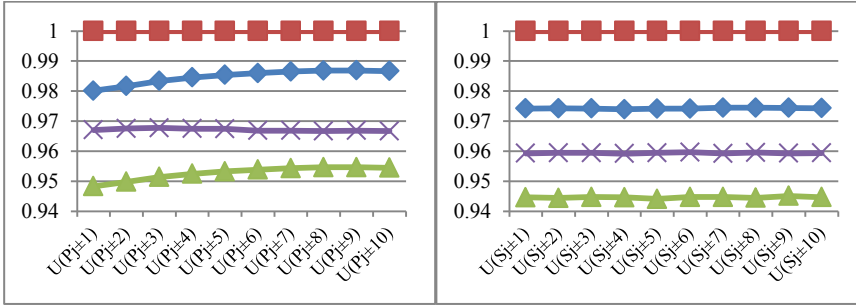 1
0.99
0.98
0.97
0.96
0.95
0.94
U(Pj±1)
U(Pj±2)
U(Pj±3)
U(Pj±4)
U(Pj±5)
U(Pj±6)
U(Pj±7)
U(Pj±8)
U(Pj±9)
U(Pj±10)
1
0.99
0.98
0.97
0.96
0.95
0.94
U(Sj±1)
U(Sj±2)
U(Sj±3)
U(Sj±4)
U(Sj±5)
U(Sj±6)
U(Sj±7)
U(Sj±8)
U(Sj±9)
U(Sj±10)